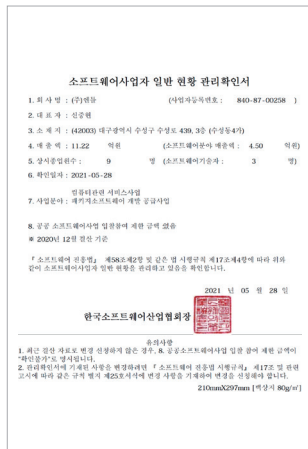 소프트웨어사업자 일반 현황 관리확인서
1. 회 사 명 : (주)멘들 (사업자등록번호 : 840-87-00258 )
2. 대 표 자 : 신종현
3. 소 재 지 : (42003) 대구광역시 수성구 수성로 439, 3층 (수성동4가)
4. 매 출 액 : 11.22 억원 (소프트웨어분야 매출액 : 4.50 억원)
5. 상시종업원수 : 9 명 (소프트웨어기술자 : 3 명)
6. 확인일자 : 2021-05-28
컴퓨터관련 서비스사업
7. 사업분야 : 패키지소프트웨어 개발·공급사업
8. 공공 소프트웨어사업 입찰참여 제한 금액 없음
※ 2020년 12월 결산 기준
『 소프트웨어 진흥법』 제58조제2항 및 같은 법 시행규칙 제17조제4항에 따라 위와
같이 소프트웨어사업자 일반 현황을 관리하고 있음을 확인합니다.
2021 년 05 월 28 일
한국소프트웨어산업협회장
유의사항
1. 최근 결산 자료로 변경 신청하지 않은 경우, 8. 공공소프트웨어사업 입찰 참여 제한 금액이
"확인불가"로 명시됩니다.
2. 관리확인서에 기재된 사항을 변경하려면 『 소프트웨어 진흥법 시행규칙』 제17조 및 관련
고시에 따라 같은 규칙 별지 제25호서식에 변경 사항을 기재하여 변경을 신청해야 합니다.
210mmX297mm [백상지 80g/㎡]